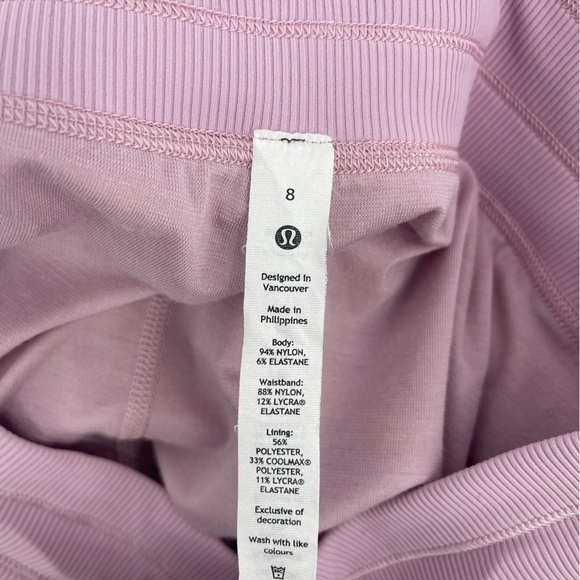 8
Designed in
Vancouver
Made in
Philippines
Body:
94% NYLON,
6% ELASTANE
Waistband:
88% NYLON,
12% LYCRA®
ELASTANE
Lining:
56%
POLYESTER,
33% COOLMAX®
POLYESTER,
11% LYCRA®
ELASTANE
Exclusive of
decoration
Wash with like
colours